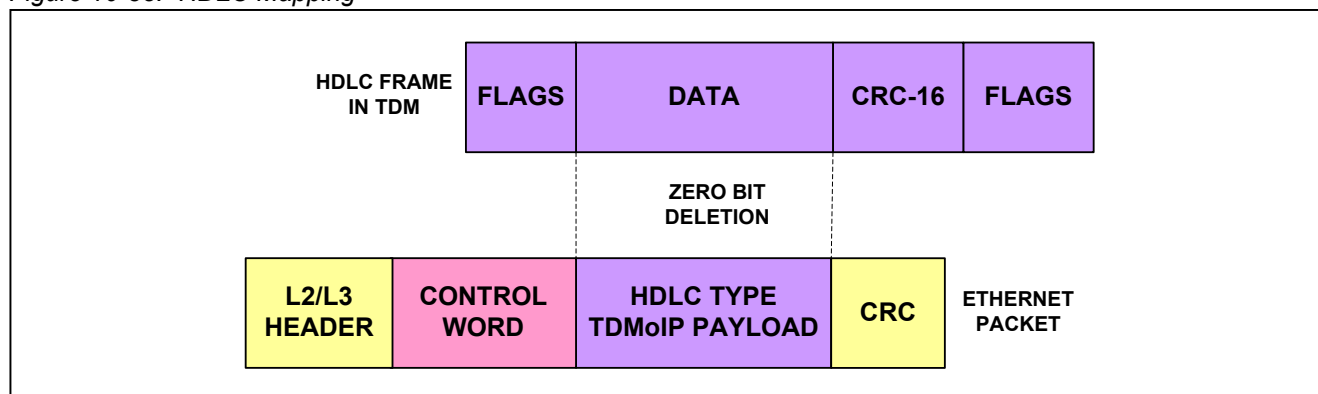 HDLC FRAME
IN TDM
FLAGS
DATA
CRC-16
FLAGS
ZERO BIT
DELETION
L2/L3
HEADER
CONTROL
WORD
HDLC TYPE
TDMoIP PAYLOAD
CRC
ETHERNET
PACKET